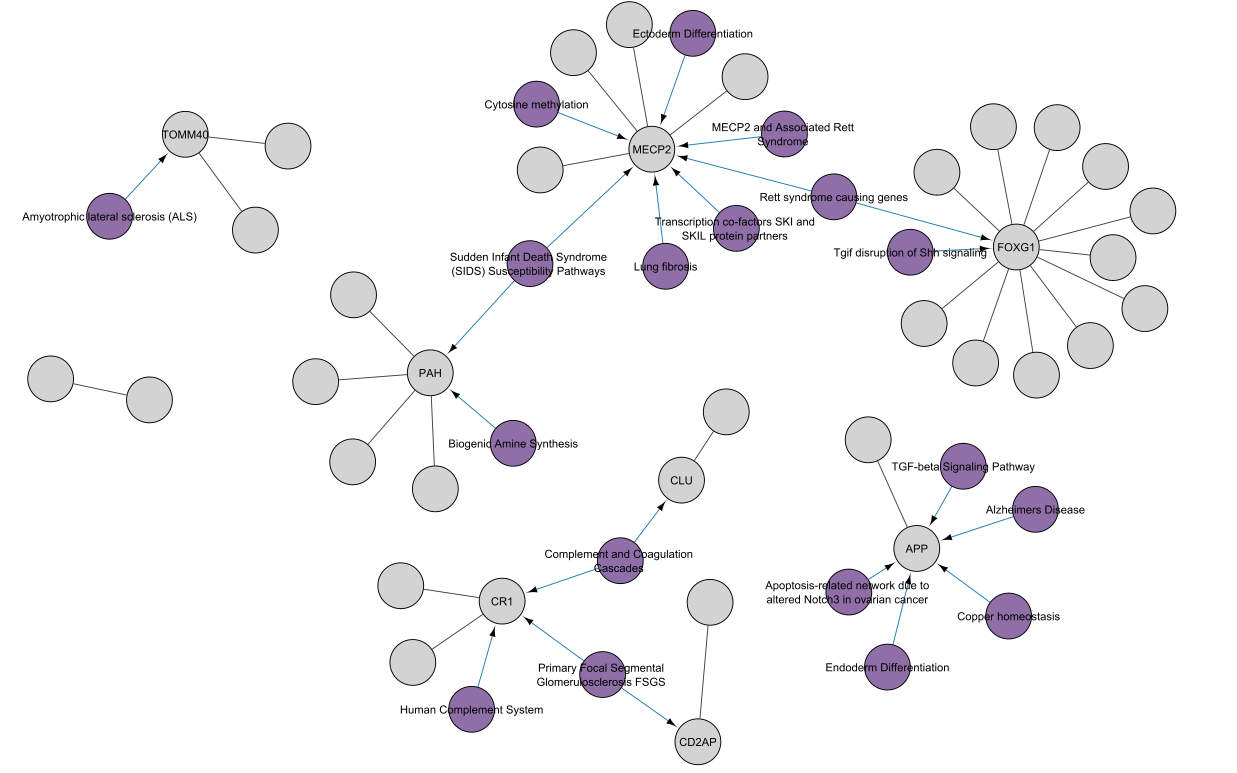 Ectoderm Differentiation
Cytosine methylation
TOMM40
MECP2 and Associated Rett
Syndrome
MECP2
Rett syndrome causing genes
Amyotrophic lateral sclerosis (ALS)
Transcription co-factors SKI and
SKIL protein partners
FOXG1
Tgif disruption of Shh signaling
Sudden Infant Death Syndrome
(SIDS) Susceptibility Pathways
Lung fibrosis
PAH
Biogenic Amine Synthesis
CLU
TGF-beta Signaling Pathway
Alzheimers Disease
APP
Complement and Coagulation
Cascades
Apoptosis-related network due to
altered Notch3 in ovarian cancer
CR1
Copper homeostasis
Primary Focal Segmental
Glomerulosclerosis FSGS
Endoderm Differentiation
Human Complement System
CD2AP